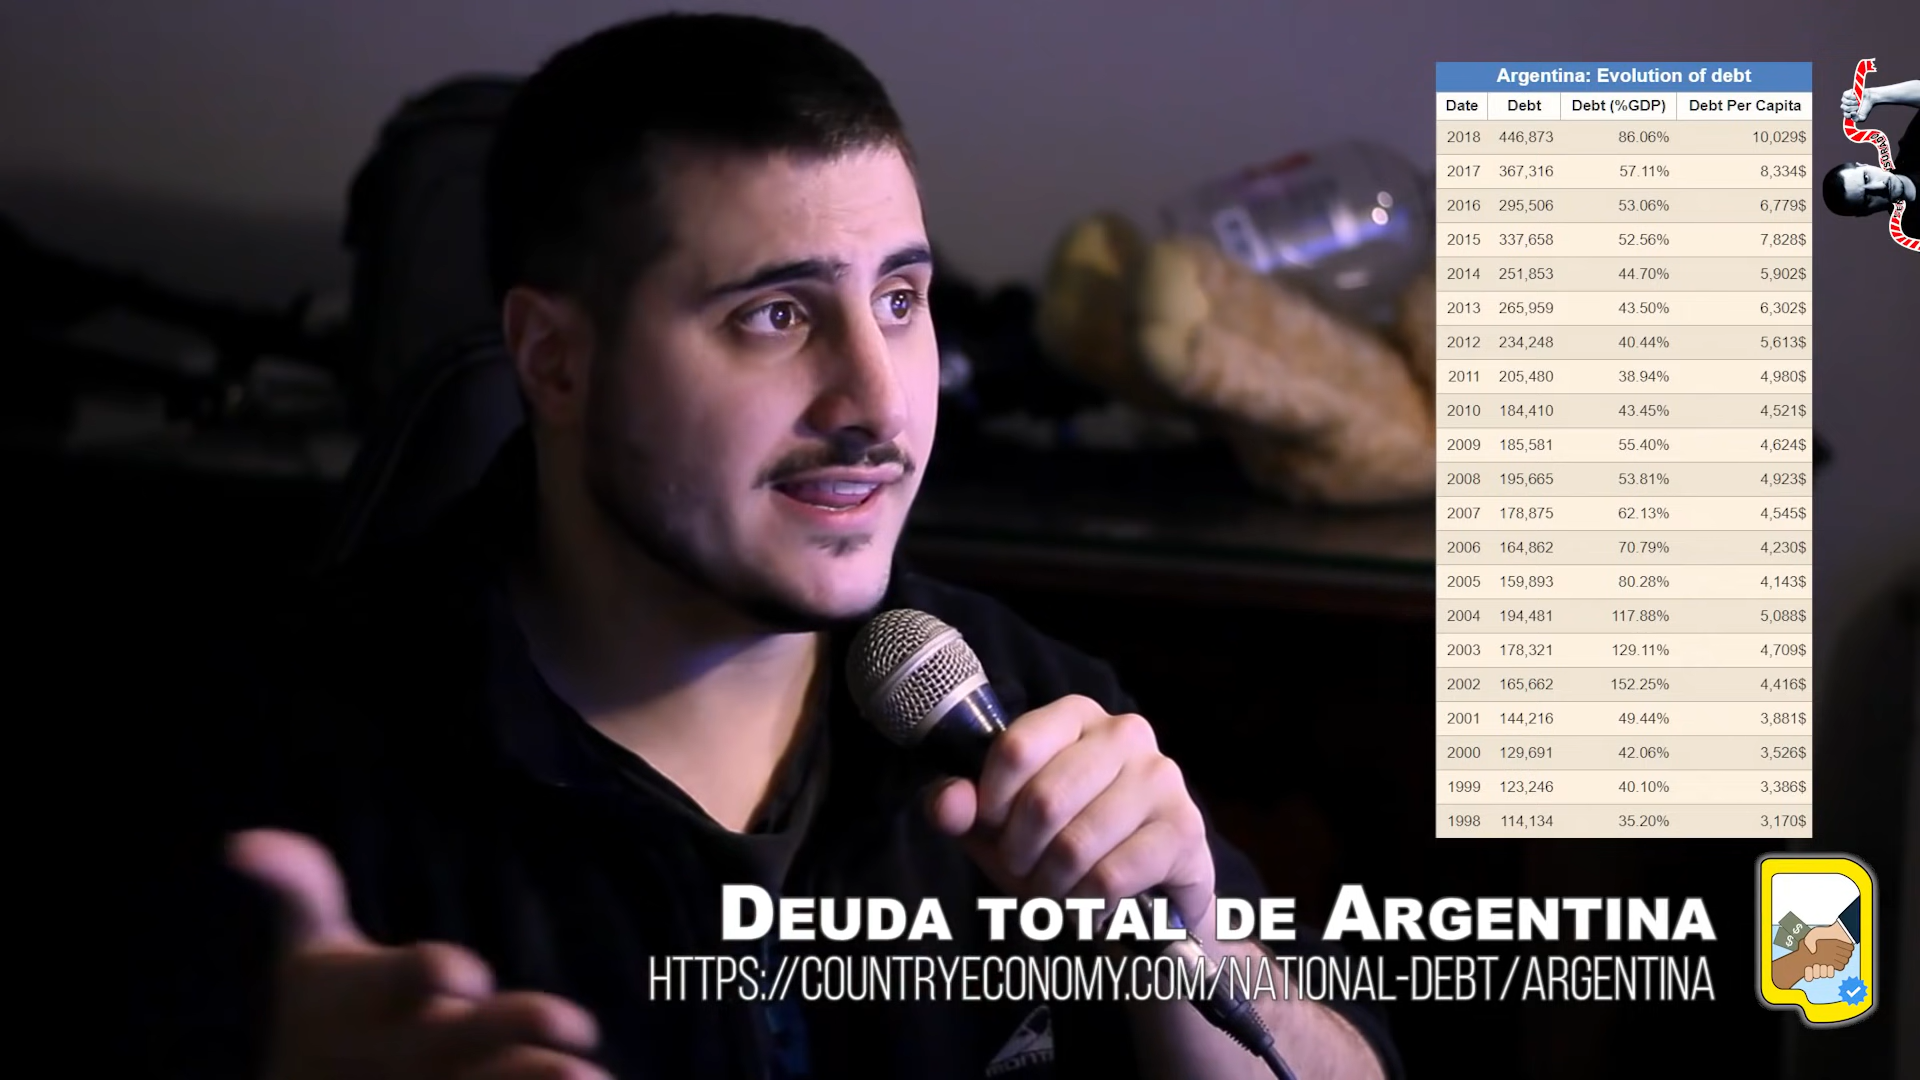 Argentina: Evolution of debt
Date Debt Debt (%GDP) Debt Per Capita
2018 446,873 86.06% 10,029$
2017 367,316 57.11% 8,334$
2016 295,506 53.06% 6,779$
2015 337,658 52.56% 7,828$
2014 251,853 44.70% 5,902$
2013 265,959 43.50% 6,302$
2012 234,248 40.44% 5,613$
2011 205,480 38.94% 4,980$
2010 184,410 43.45% 4,521$
2009 185,581 55.40% 4,624$
2008 195,665 53.81% 4,923$
2007 178,875 62.13% 4,545$
2006 164,862 70.79% 4,230$
2005 159,893 80.28% 4,143$
2004 194,481 117.88% 5,088$
2003 178,321 129.11% 4,709$
2002 165,662 152.25% 4,416$
2001 144,216 49.44% 3,881$
2000 129,691 42.06% 3,526$
1999 123,246 40.10% 3,386$
1998 114,134 35.20% 3,170$
DEUDA TOTAL DE ARGENTINA
HTTPS://COUNTRYECONOMY.COM/NATIONAL-DEBT/ARGENTINA